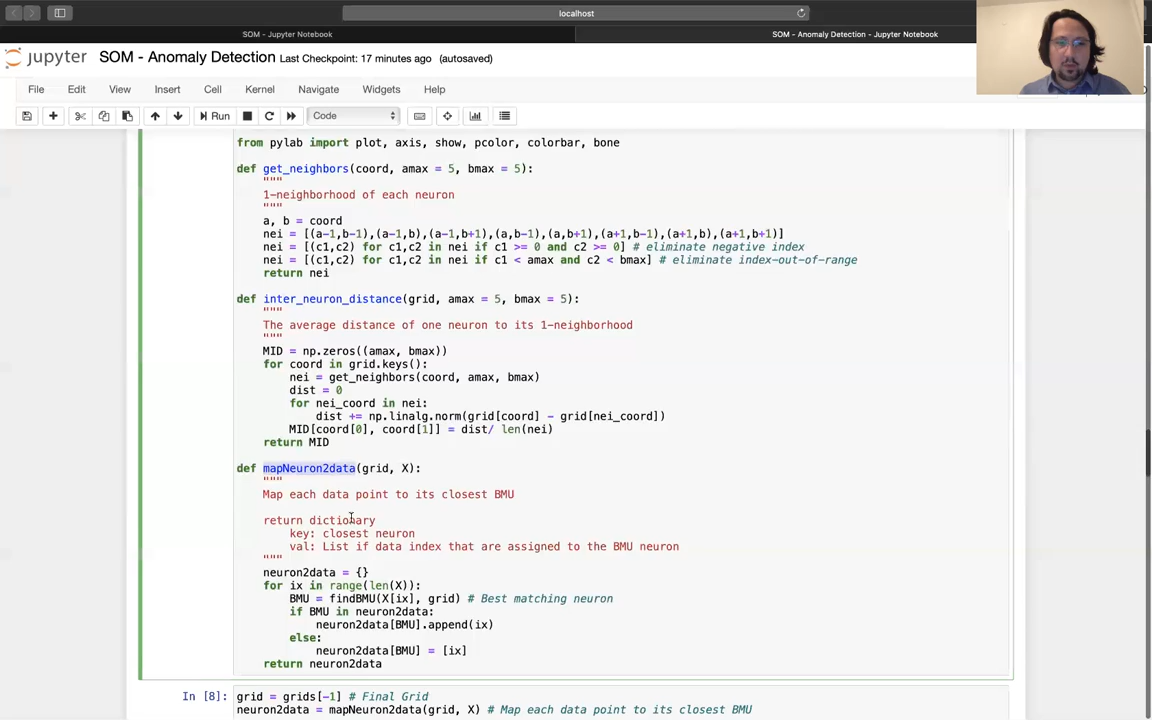 localhost
SOM - Jupyter Notebook
SOM - Anomaly Detection - Jupyter Notebook
jupyter SOM - Anomaly Detection Last Checkpoint: 17 minutes ago (autosaved)
File Edit View Insert Cell Kernel Navigate Widgets Help
Run Code
from pylab import plot, axis, show, pcolor, colorbar, bone
def get_neighbors(coord, amax = 5, bmax = 5):
"""
1-neighborhood of each neuron
"""
a, b = coord
nei = [(a-1,b-1),(a-1,b),(a-1,b+1),(a,b-1),(a,b+1),(a+1,b-1),(a+1,b),(a+1,b+1)]
nei = [(c1,c2) for c1,c2 in nei if c1 >= 0 and c2 >= 0] # eliminate negative index
nei = [(c1,c2) for c1,c2 in nei if c1 < amax and c2 < bmax] # eliminate index-out-of-range
return nei
def inter_neuron_distance(grid, amax = 5, bmax = 5):
"""
The average distance of one neuron to its 1-neighborhood
"""
MID = np.zeros((amax, bmax))
for coord in grid.keys():
nei = get_neighbors(coord, amax, bmax)
dist = 0
for nei_coord in nei:
dist += np.linalg.norm(grid[coord] - grid[nei_coord])
MID[coord[0], coord[1]] = dist/ len(nei)
return MID
def mapNeuron2data(grid, X):
"""
Map each data point to its closest BMU
return dictionary
key: closest neuron
val: List if data index that are assigned to the BMU neuron
"""
neuron2data = {}
for ix in range(len(X)):
BMU = findBMU(X[ix], grid) # Best matching neuron
if BMU in neuron2data:
neuron2data[BMU].append(ix)
else:
neuron2data[BMU] = [ix]
return neuron2data
In [8]: grid = grids[-1] # Final Grid
neuron2data = mapNeuron2data(grid, X) # Map each data point to its closest BMU